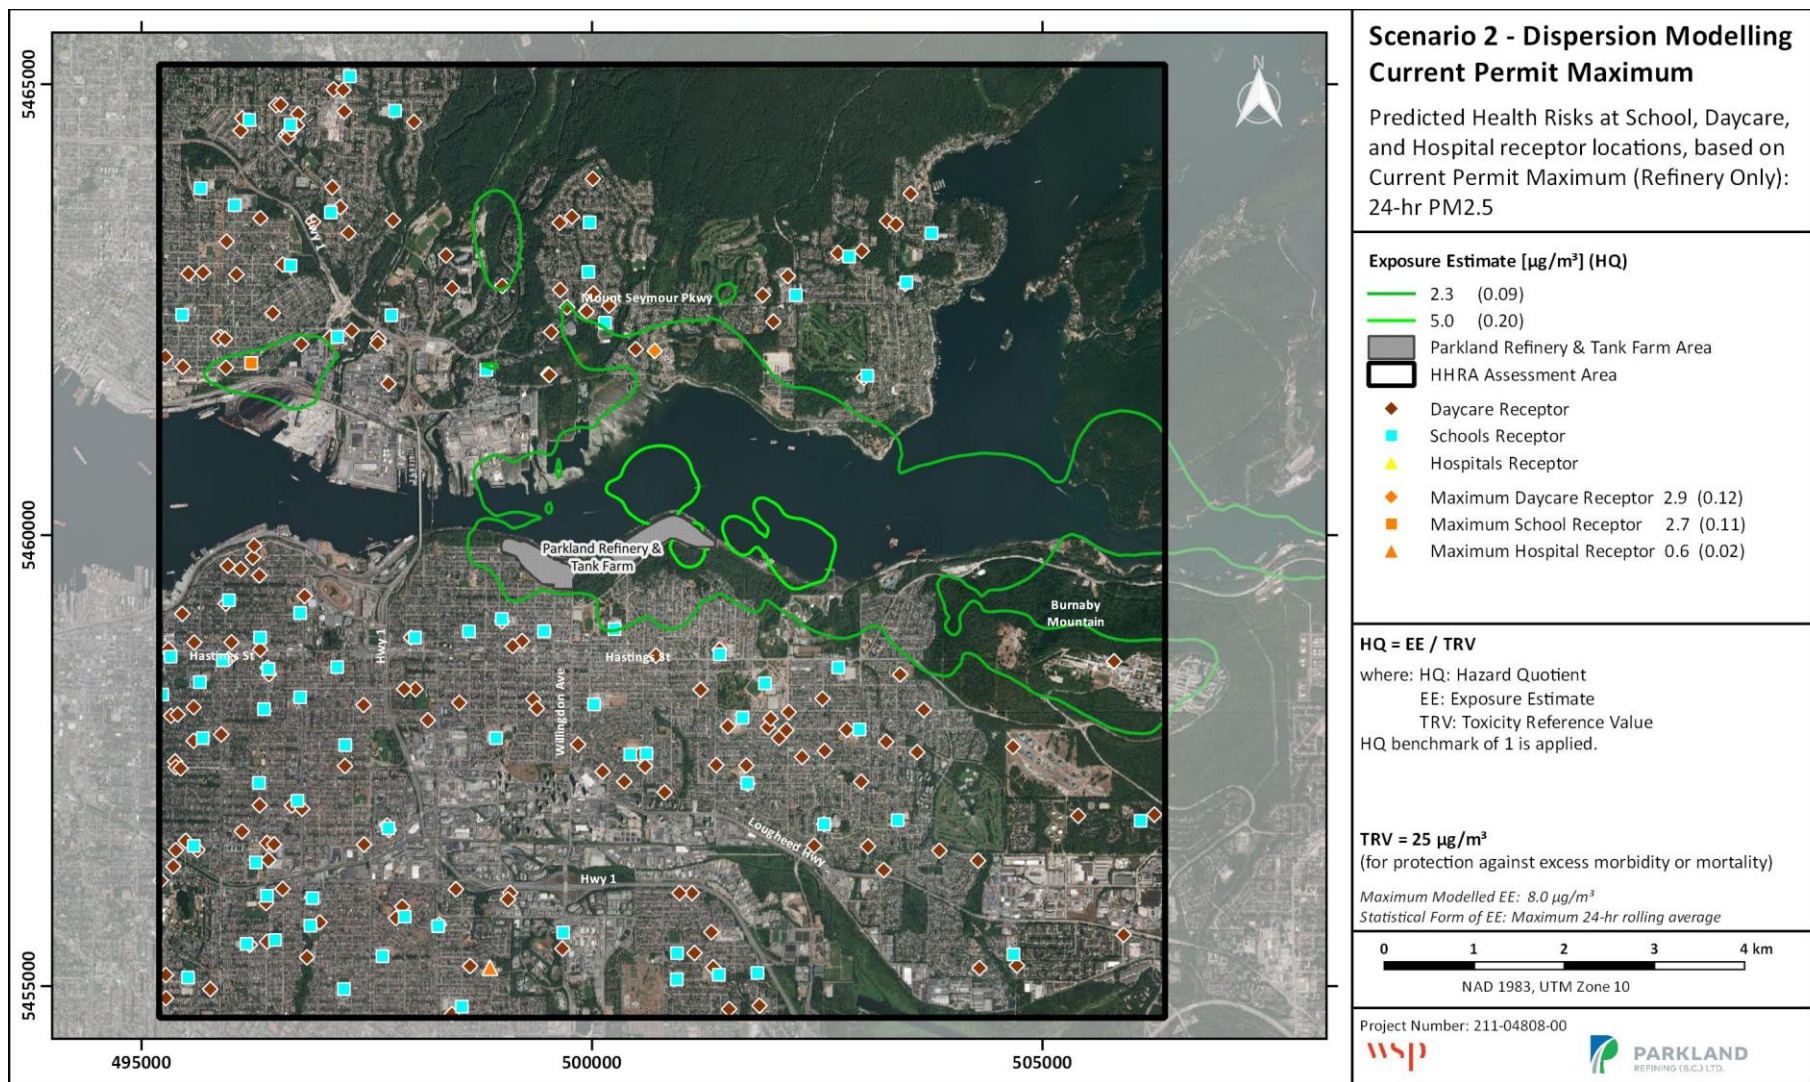 Scenario 2 - Dispersion Modelling
Current Permit Maximum
Predicted Health Risks at School, Daycare,
and Hospital receptor locations, based on
Current Permit Maximum (Refinery Only):
24-hr PM2.5
Exposure Estimate [µg/m³] (HQ)
2.3 (0.09)
5.0 (0.20)
Parkland Refinery & Tank Farm Area
HHRA Assessment Area
Daycare Receptor
Schools Receptor
Hospitals Receptor
Maximum Daycare Receptor 2.9 (0.12)
Maximum School Receptor 2.7 (0.11)
Maximum Hospital Receptor 0.6 (0.02)
HQ = EE / TRV
where: HQ: Hazard Quotient
EE: Exposure Estimate
TRV: Toxicity Reference Value
HQ benchmark of 1 is applied.
TRV = 25 µg/m³
(for protection against excess morbidity or mortality)
Maximum Modelled EE: 8.0 µg/m³
Statistical Form of EE: Maximum 24-hr rolling average
0 1 2 3 4 km
NAD 1983, UTM Zone 10
Project Number: 211-04808-00
wsp
PARKLAND
REFINING (B.C.) LTD.
N
5465000
5460000
5455000
495000
500000
505000
Hwy 1
Mount Seymour Pkwy
Parkland Refinery &
Tank Farm
Burnaby
Mountain
Hwy 1
Hastings St
Hastings St
Willingdon Ave
Lougheed Hwy
Hwy 1